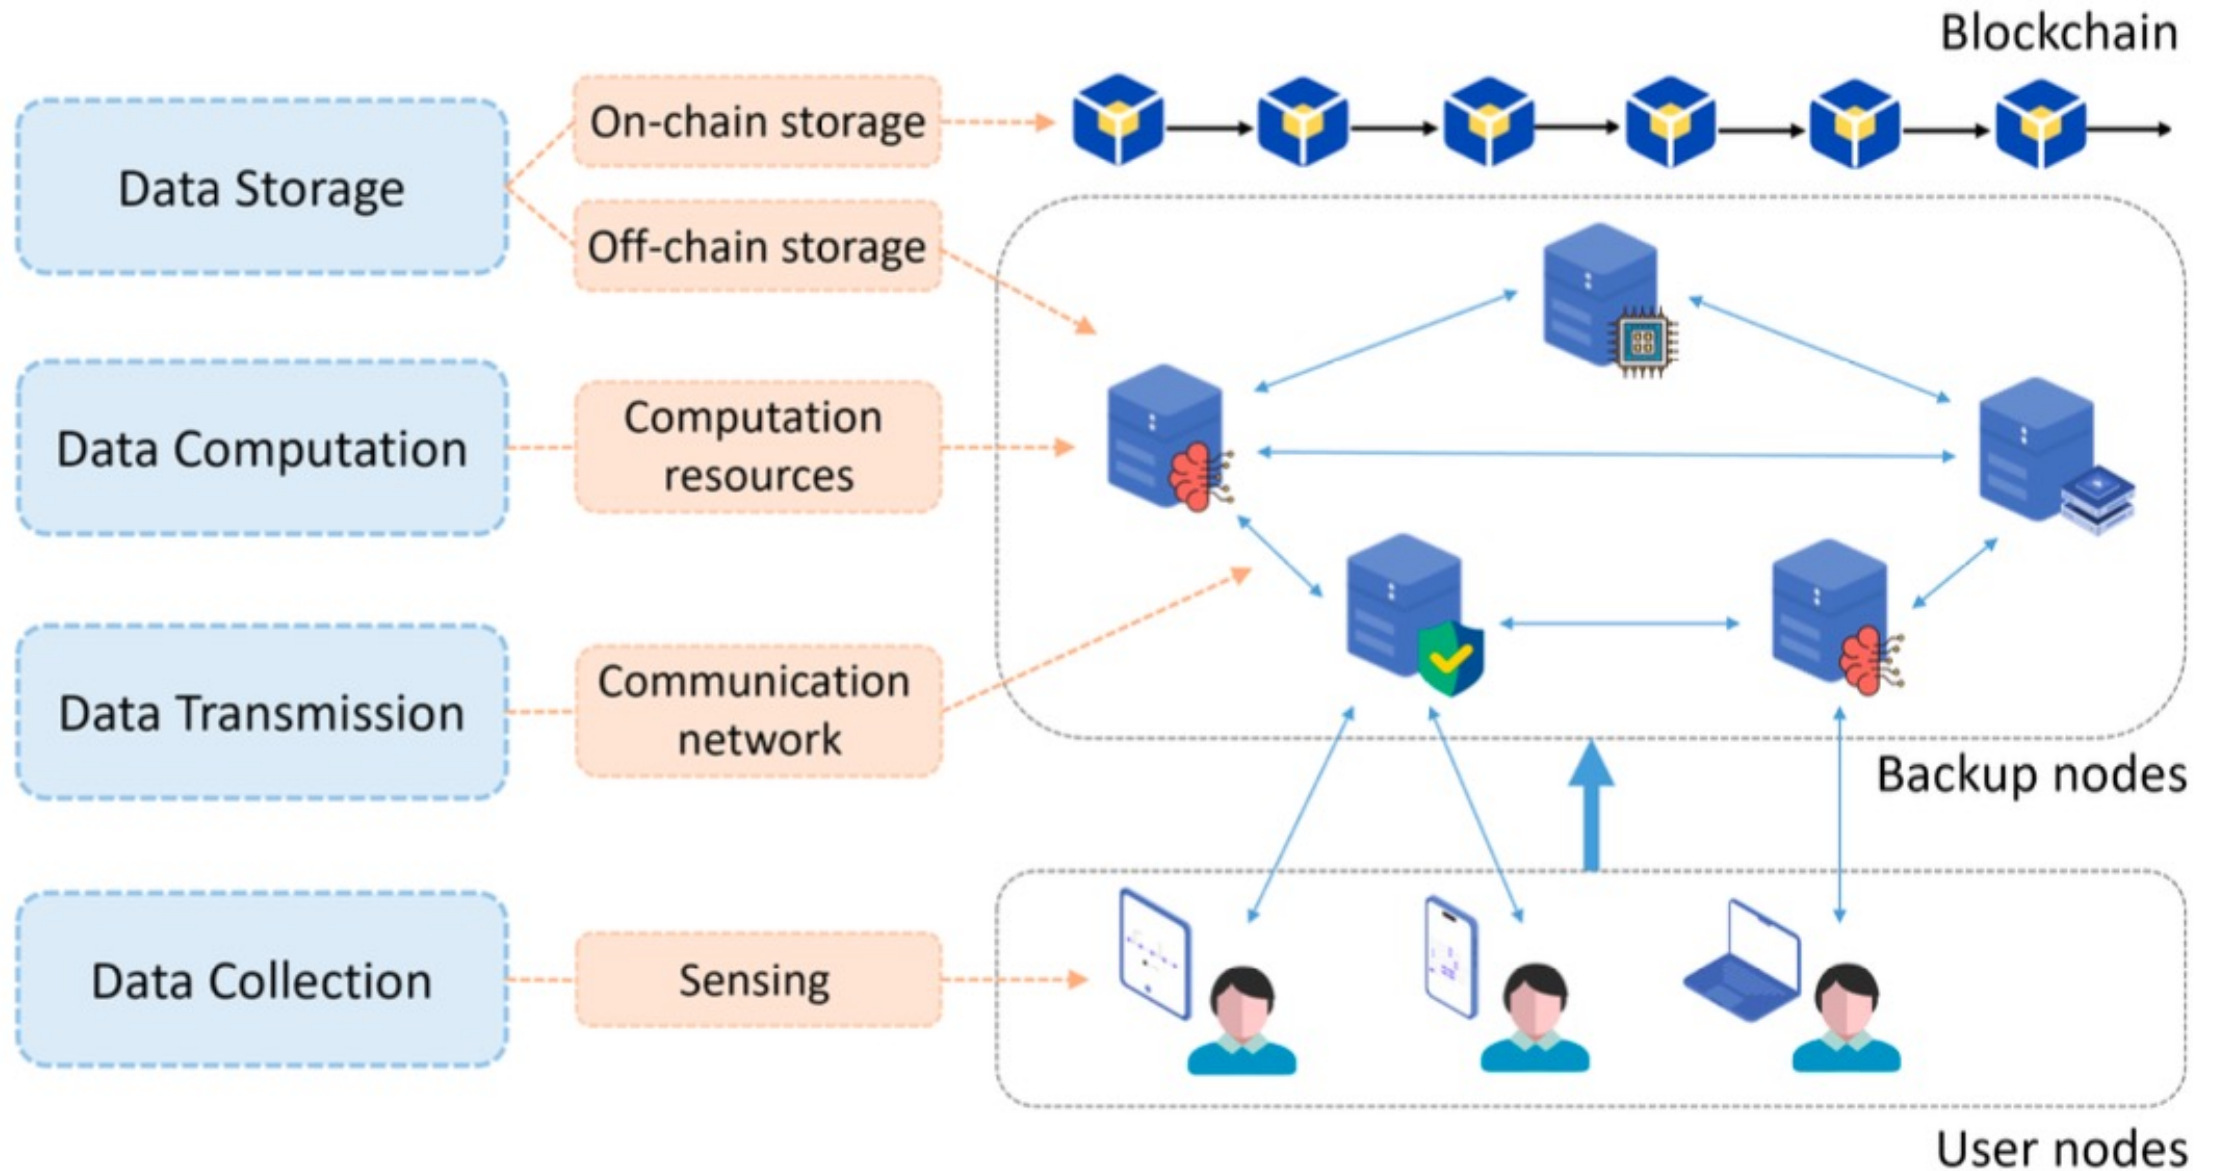 Blockchain
Data Storage
On-chain storage
Off-chain storage
Data Computation
Computation
resources
Data Transmission
Communication
network
Backup nodes
Data Collection
Sensing
User nodes